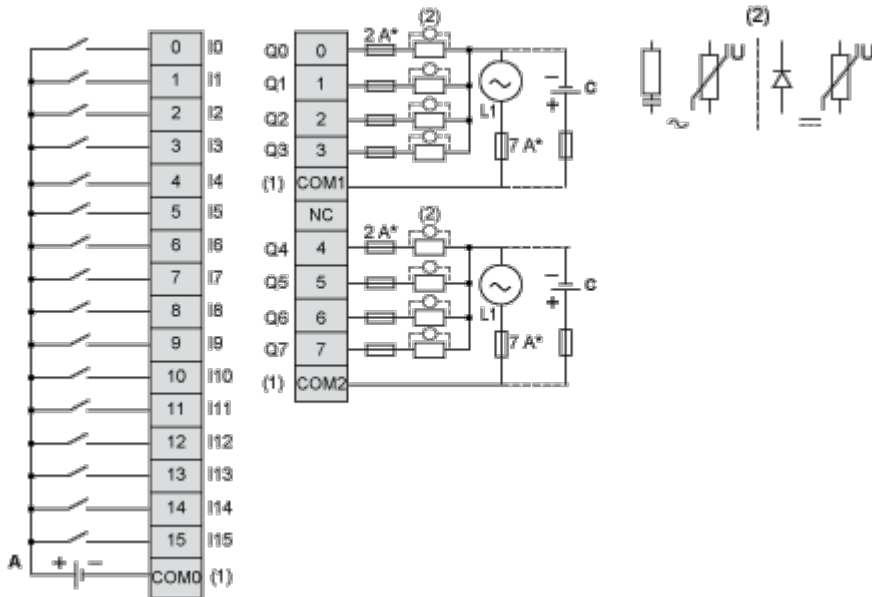 0 I0
1 I1
2 I2
3 I3
4 I4
5 I5
6 I6
7 I7
8 I8
9 I9
10 I10
11 I11
12 I12
13 I13
14 I14
15 I15
A + − COM0 (1)
(2)
Q0 0 2 A*
Q1 1
Q2 2
Q3 3
(1) COM1
L1 7 A*
− + C
NC
(2)
Q4 4 2 A*
Q5 5
Q6 6
Q7 7
(1) COM2
L1 7 A*
− + C
(2)
U U